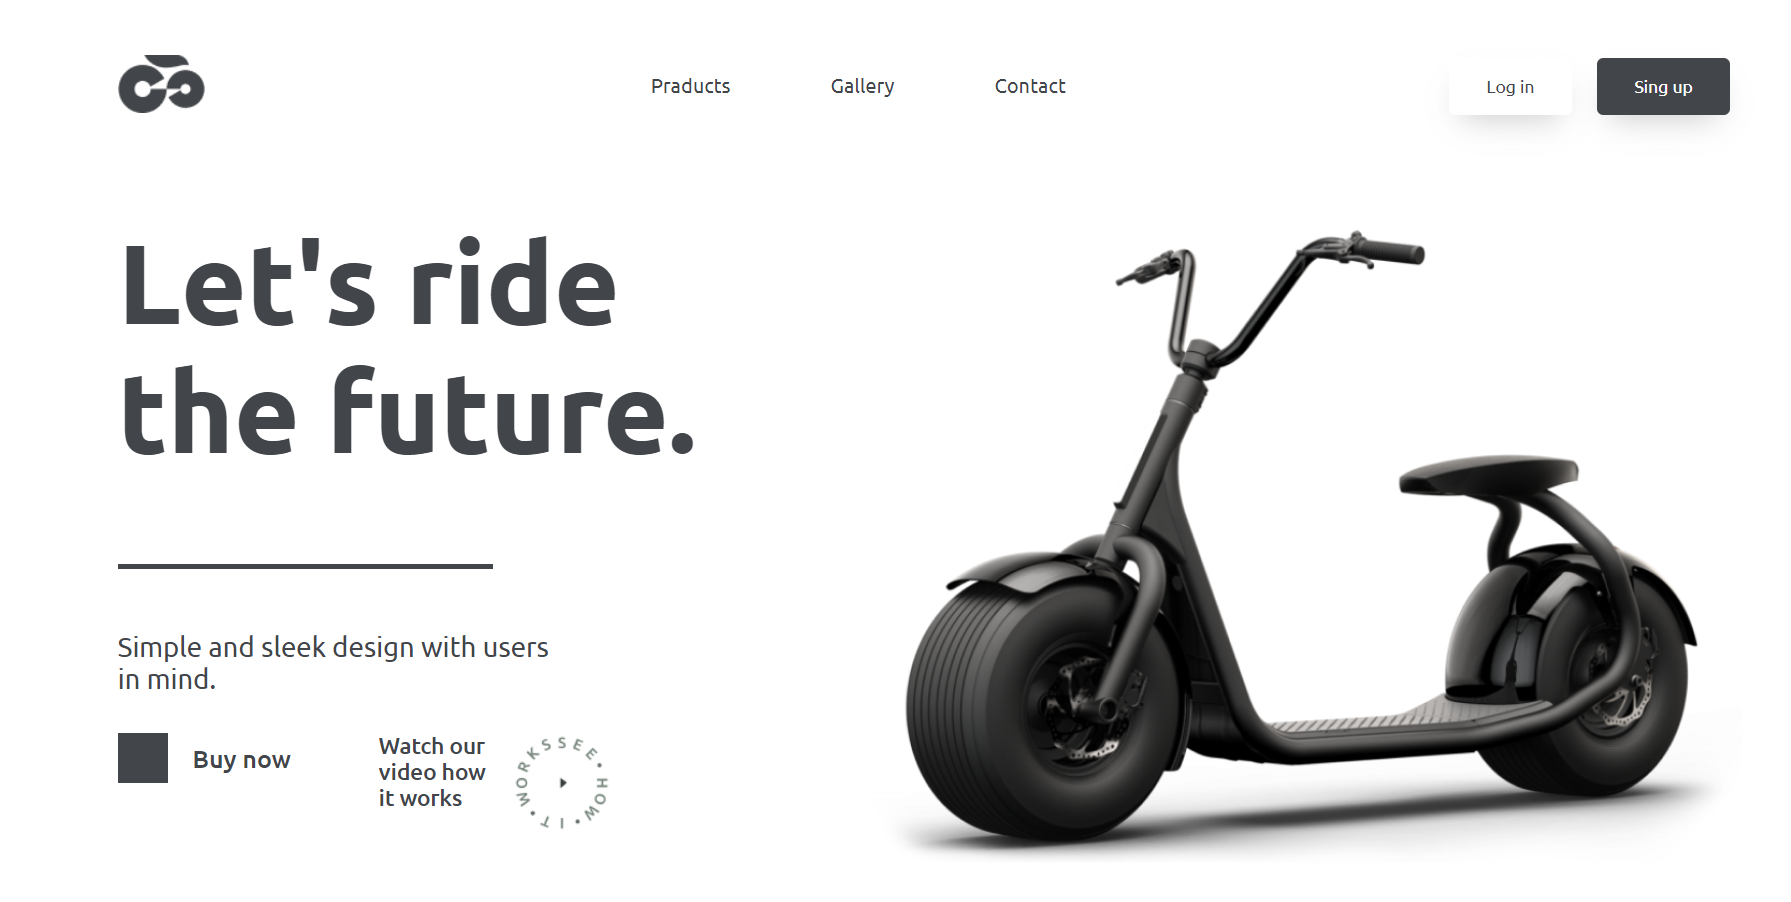 Praducts
Gallery
Contact
Log in
Sing up
Let's ride
the future.
Simple and sleek design with users
in mind.
Buy now
Watch our
video how
it works
SEE • HOW • IT • WORKS